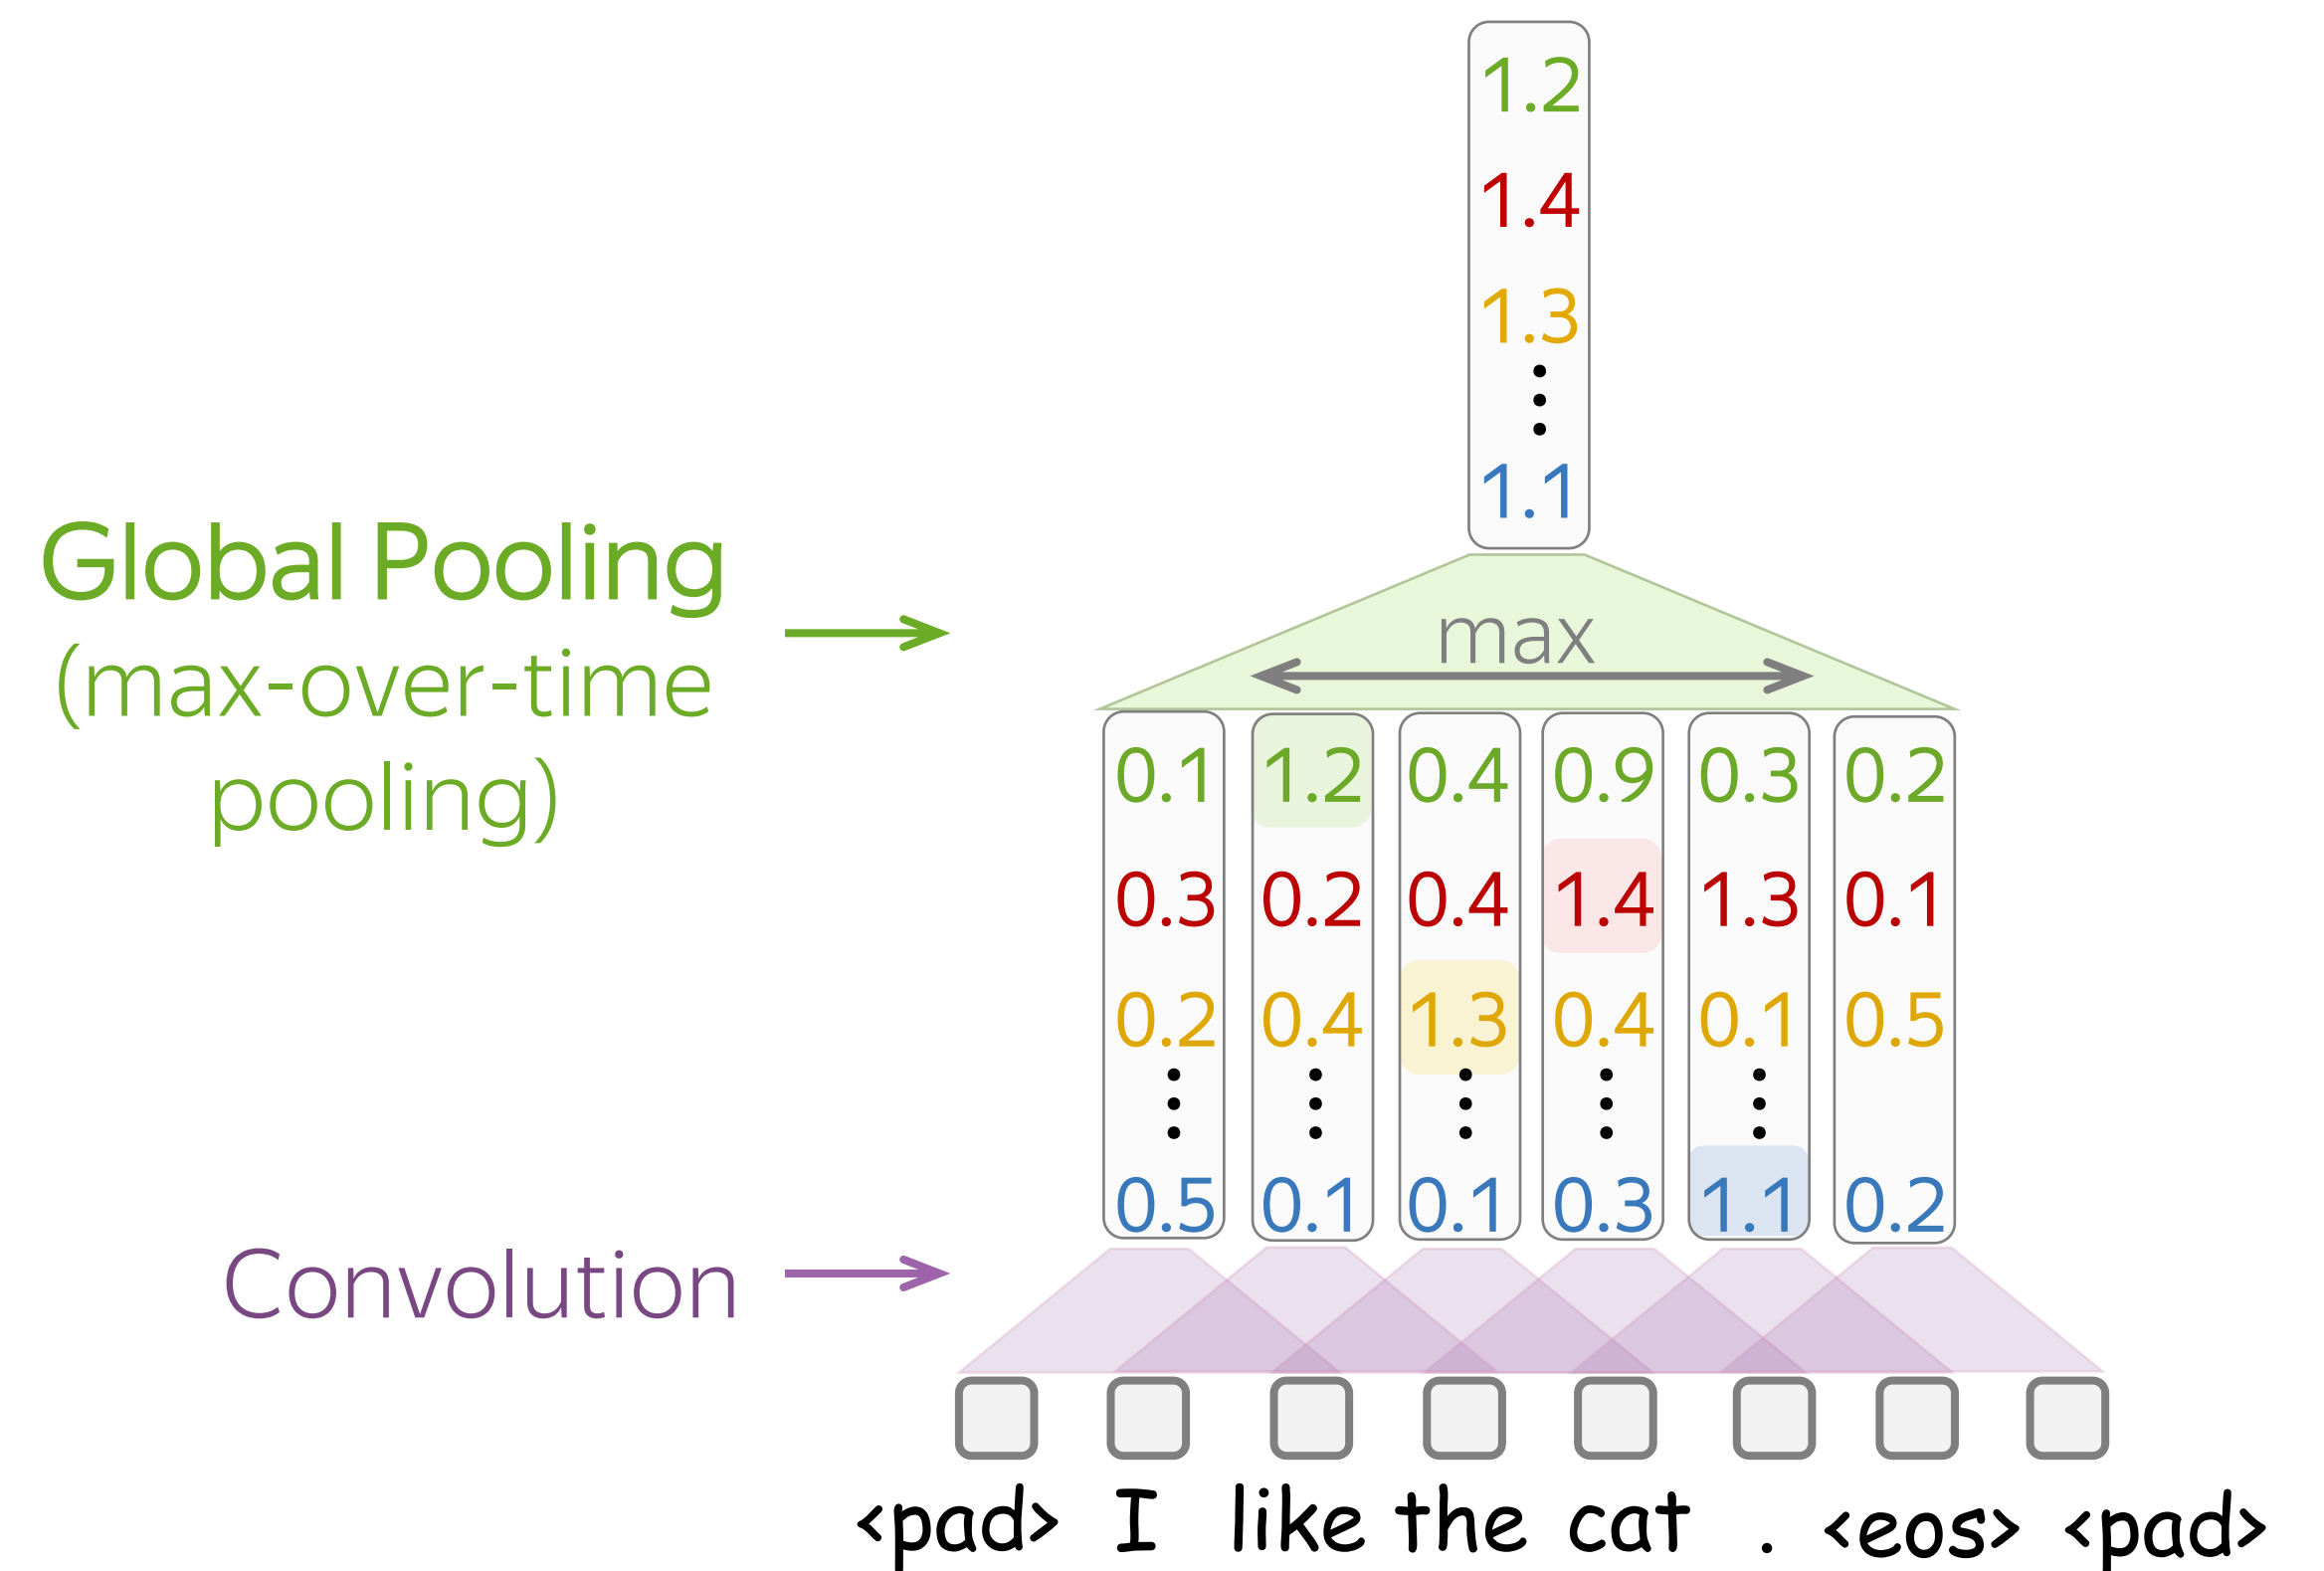 1.2
1.4
1.3
1.1
Global Pooling
(max-over-time
pooling)
max
0.1 1.2 0.4 0.9 0.3 0.2
0.3 0.2 0.4 1.4 1.3 0.1
0.2 0.4 1.3 0.4 0.1 0.5
0.5 0.1 0.1 0.3 1.1 0.2
Convolution
<pad> I like the cat . <eos> <pad>